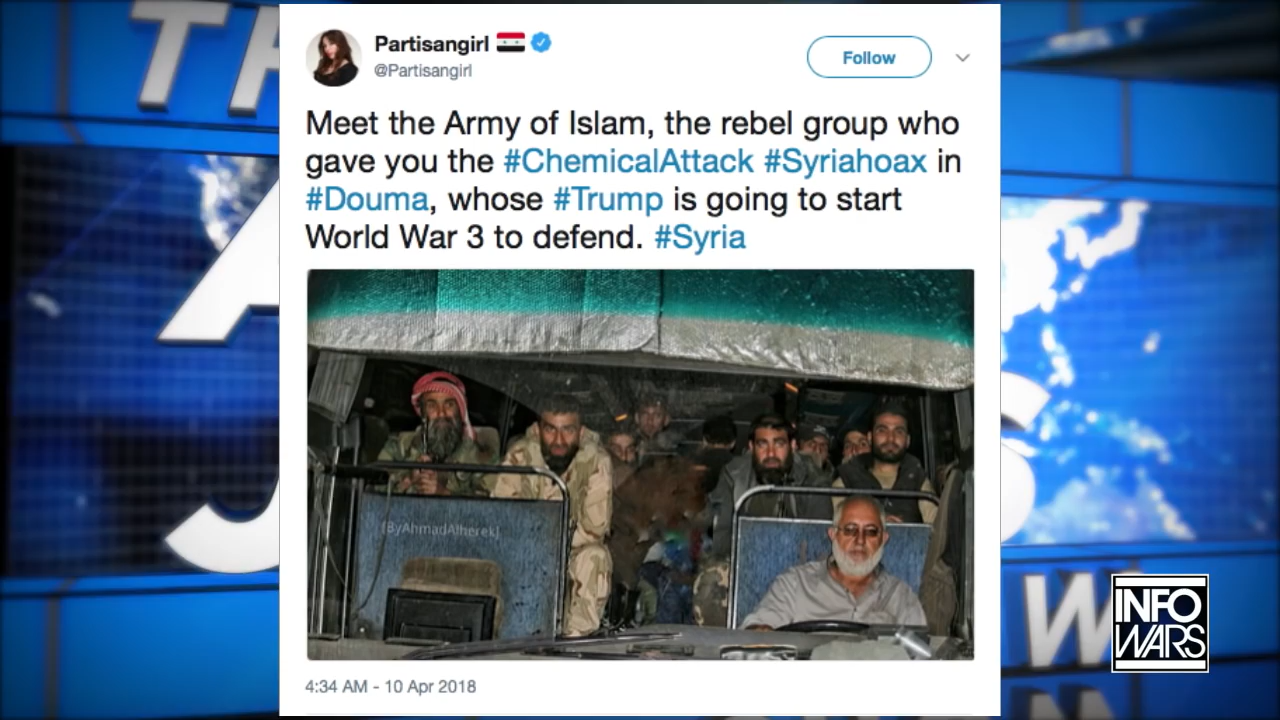 Partisangirl
@Partisangirl
Follow
Meet the Army of Islam, the rebel group who
gave you the #ChemicalAttack #Syriahoax in
#Douma, whose #Trump is going to start
World War 3 to defend. #Syria
[ByAhmadAlherek]
4:34 AM - 10 Apr 2018
INFO
WARS